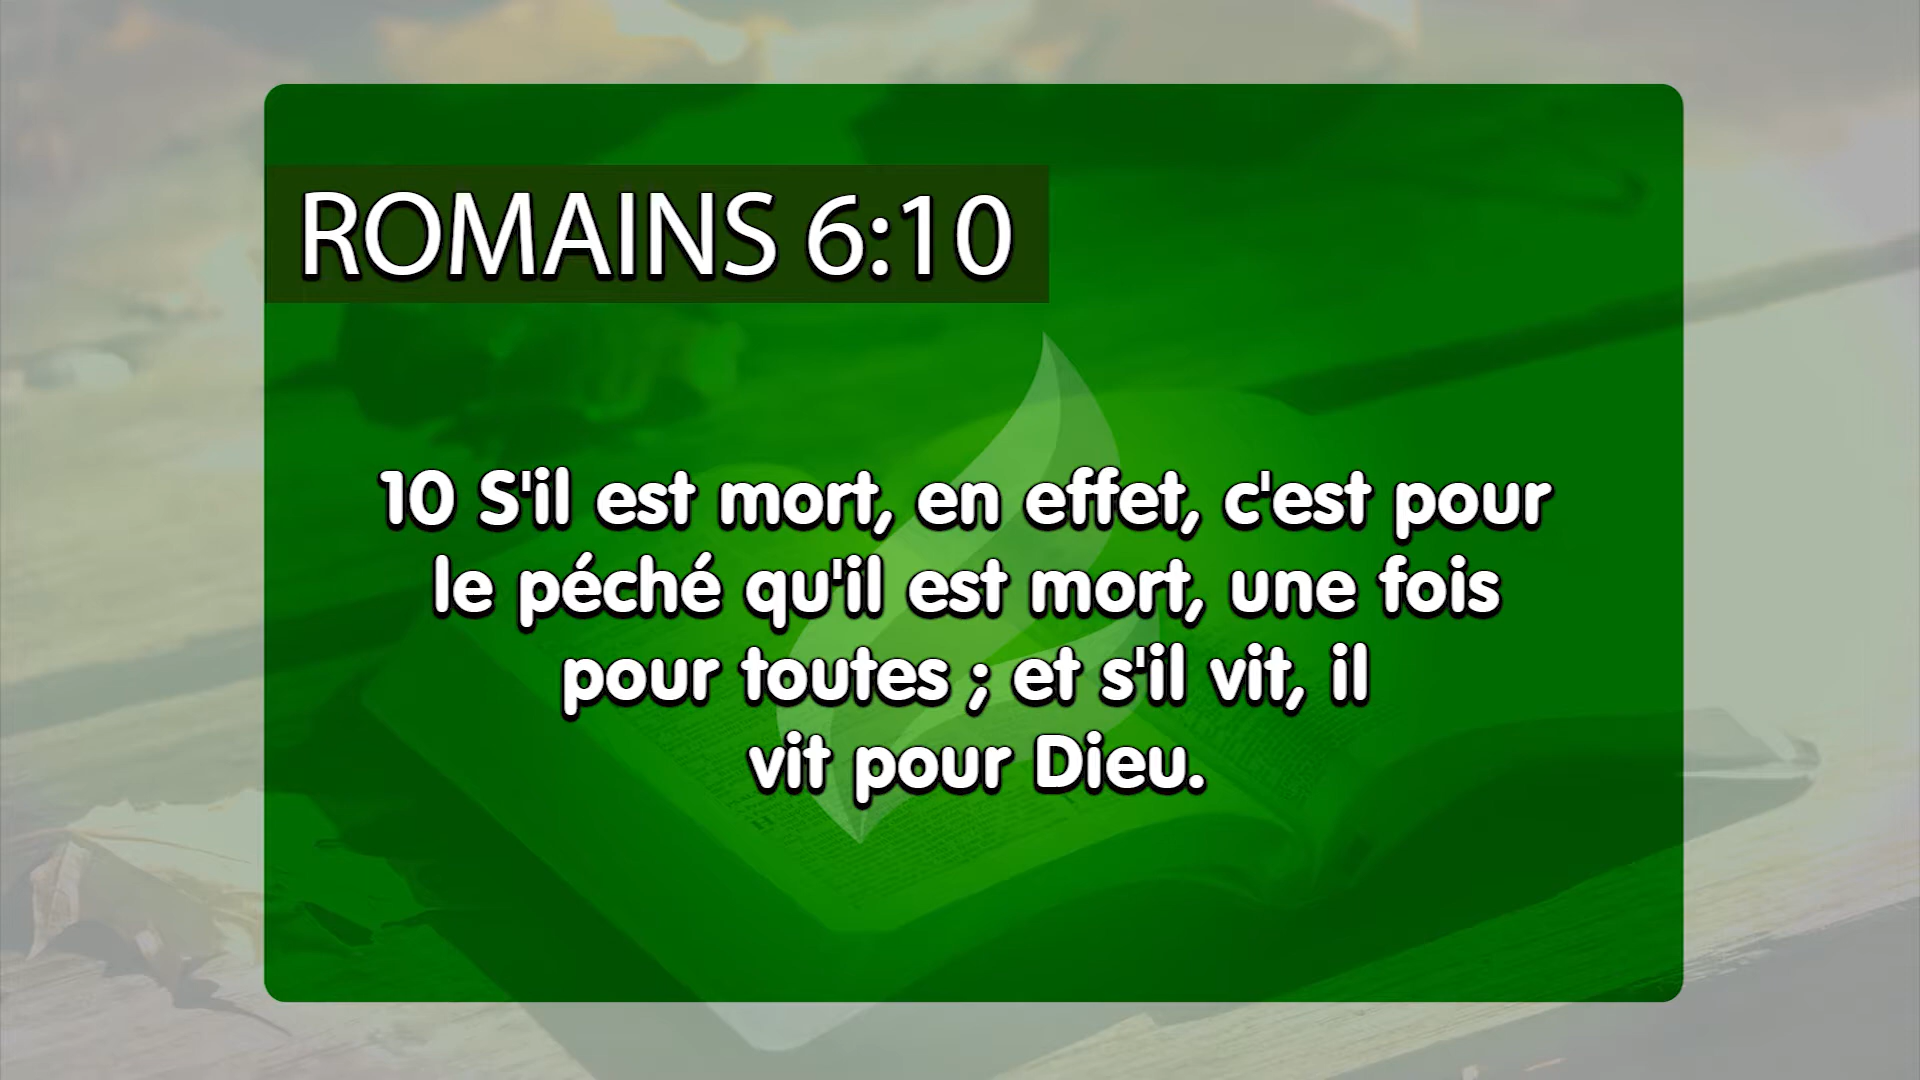 ROMAINS 6:10
10 S'il est mort, en effet, c'est pour
le péché qu'il est mort, une fois
pour toutes ; et s'il vit, il
vit pour Dieu.